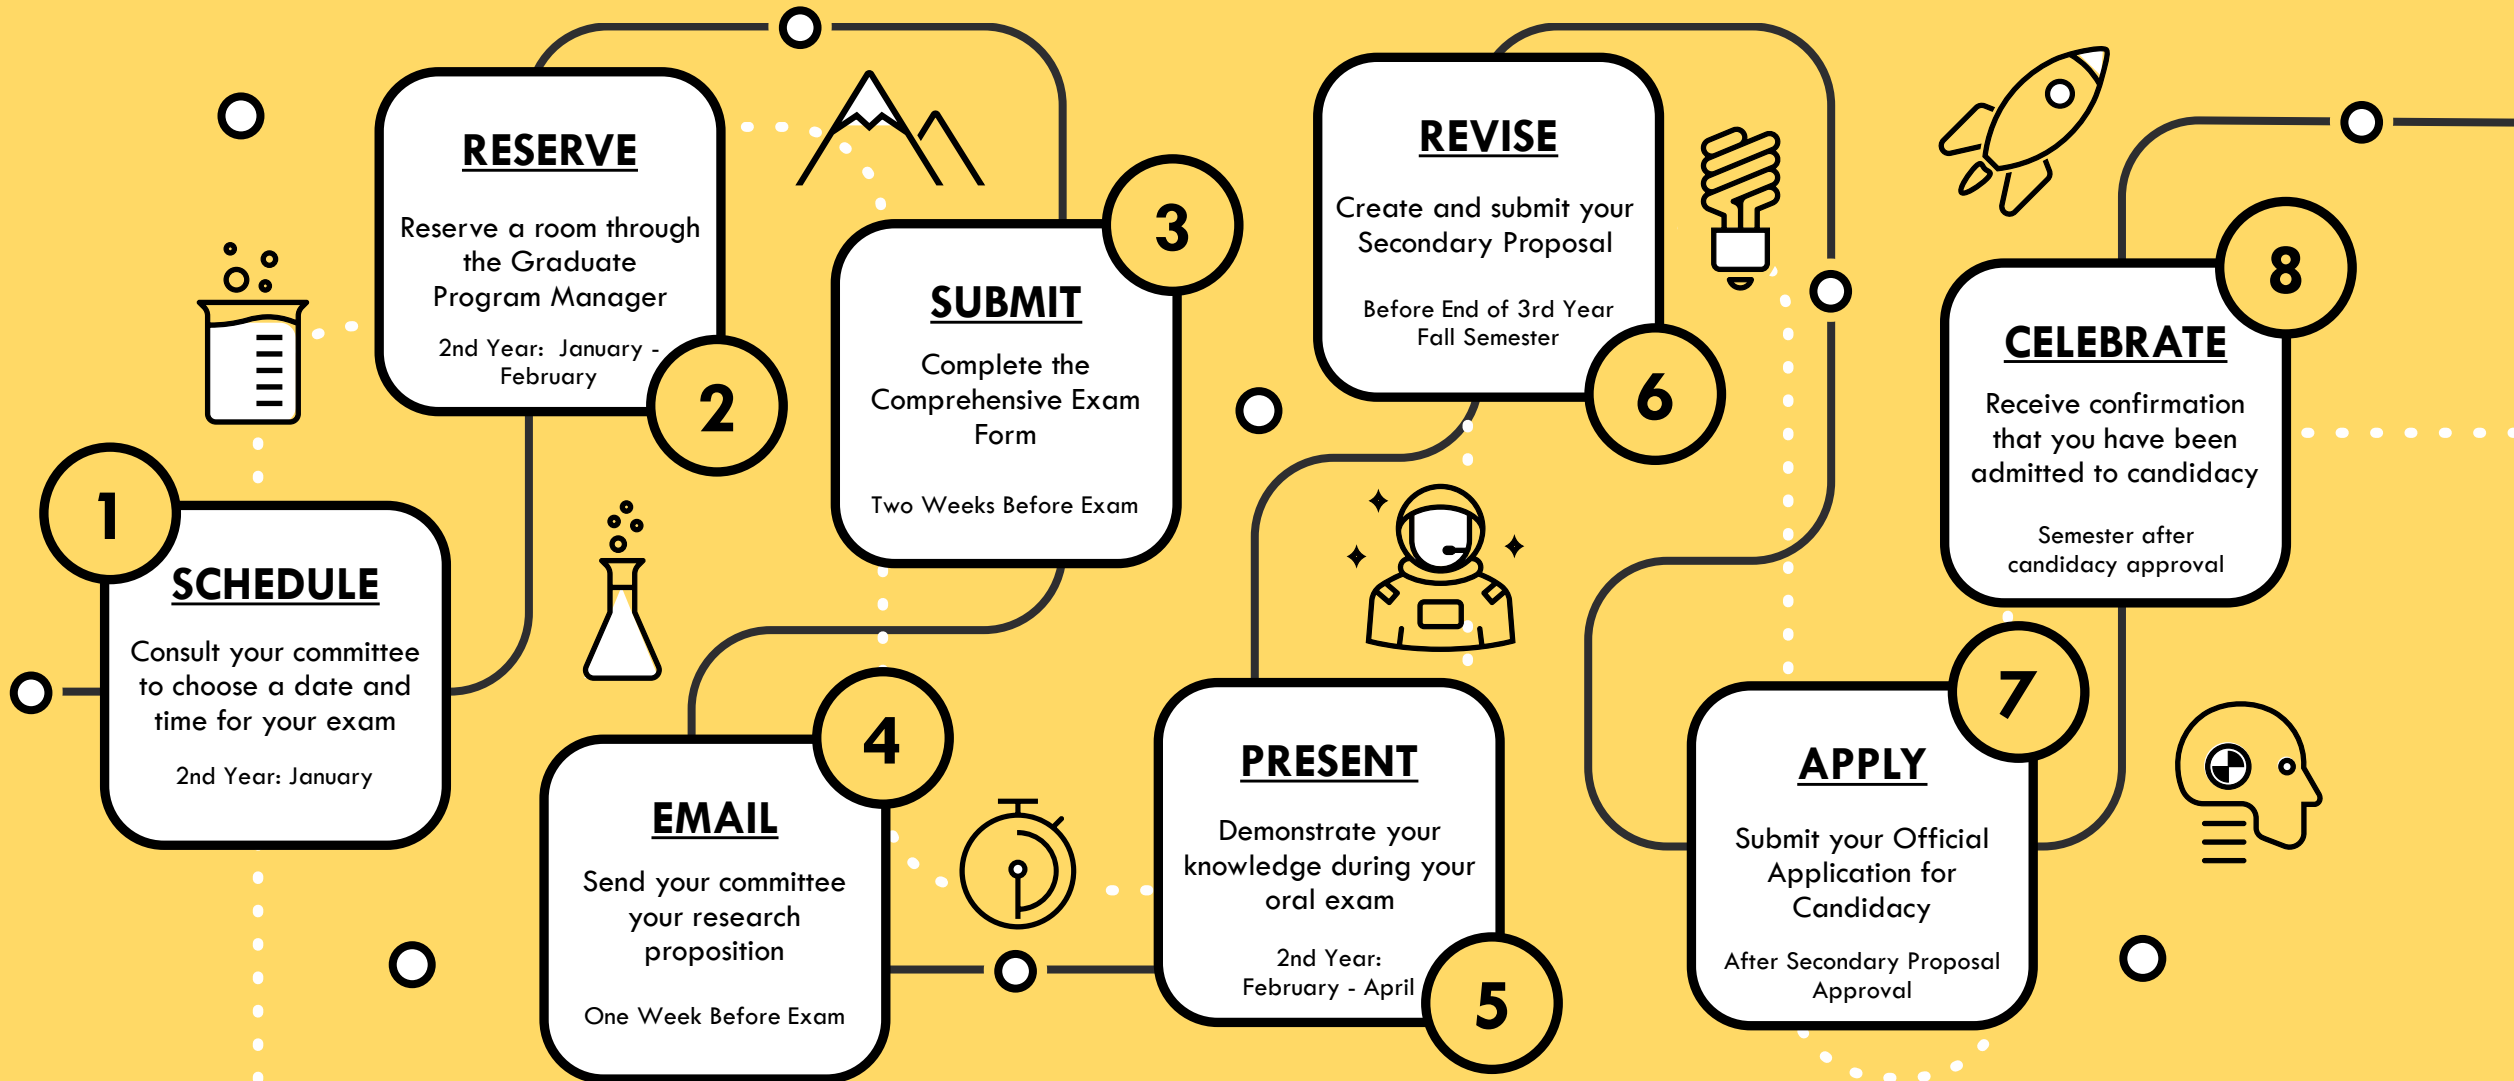 1
SCHEDULE
Consult your committee
to choose a date and
time for your exam
2nd Year: January
RESERVE
Reserve a room through
the Graduate
Program Manager
2nd Year: January -
February
2
3
SUBMIT
Complete the
Comprehensive Exam
Form
Two Weeks Before Exam
4
EMAIL
Send your committee
your research
proposition
One Week Before Exam
PRESENT
Demonstrate your
knowledge during your
oral exam
2nd Year:
February - April
5
REVISE
Create and submit your
Secondary Proposal
Before End of 3rd Year
Fall Semester
6
7
APPLY
Submit your Official
Application for
Candidacy
After Secondary Proposal
Approval
8
CELEBRATE
Receive confirmation
that you have been
admitted to candidacy
Semester after
candidacy approval